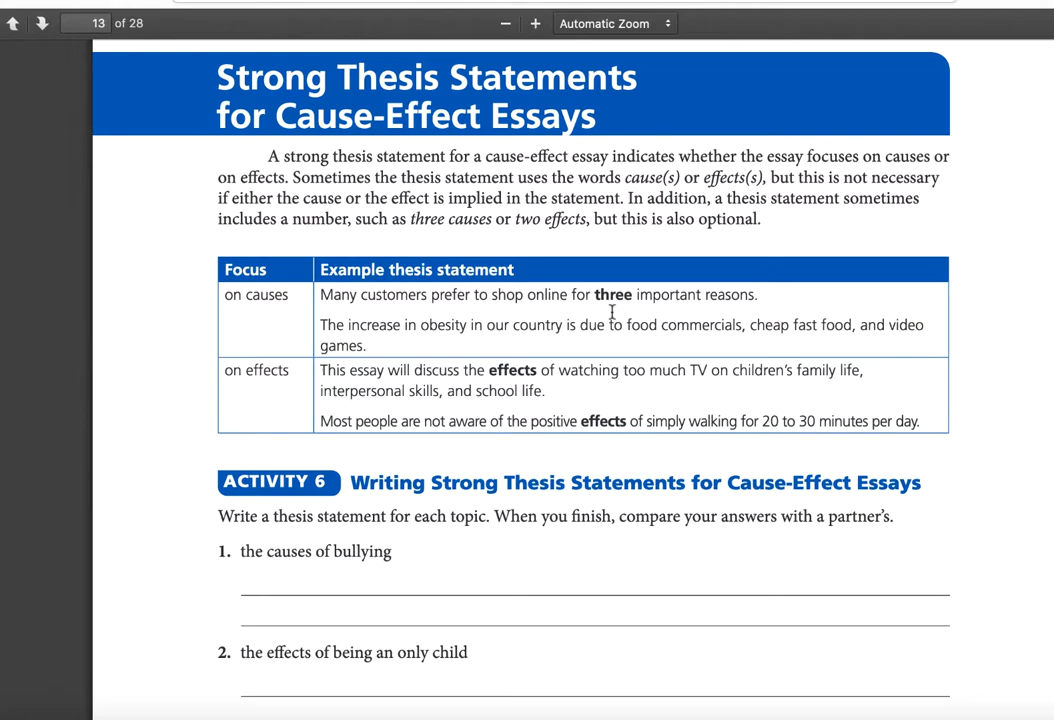 13 of 28
− + Automatic Zoom
Strong Thesis Statements
for Cause-Effect Essays
A strong thesis statement for a cause-effect essay indicates whether the essay focuses on causes or
on effects. Sometimes the thesis statement uses the words cause(s) or effects(s), but this is not necessary
if either the cause or the effect is implied in the statement. In addition, a thesis statement sometimes
includes a number, such as three causes or two effects, but this is also optional.
Focus Example thesis statement
on causes Many customers prefer to shop online for three important reasons.
The increase in obesity in our country is due to food commercials, cheap fast food, and video
games.
on effects This essay will discuss the effects of watching too much TV on children's family life,
interpersonal skills, and school life.
Most people are not aware of the positive effects of simply walking for 20 to 30 minutes per day.
ACTIVITY 6 Writing Strong Thesis Statements for Cause-Effect Essays
Write a thesis statement for each topic. When you finish, compare your answers with a partner's.
1. the causes of bullying
2. the effects of being an only child